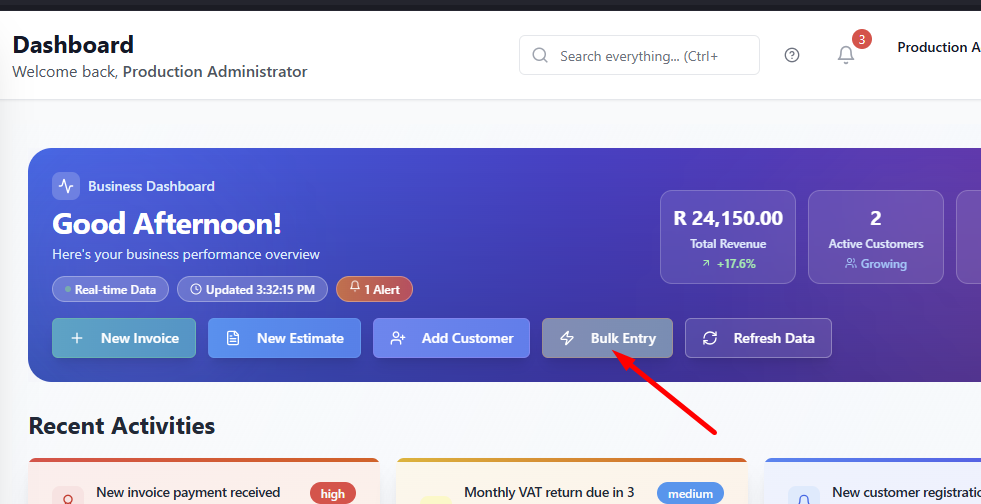 Dashboard
Welcome back, Production Administrator
Search everything... (Ctrl+
3
Production A
Business Dashboard
Good Afternoon!
Here's your business performance overview
Real-time Data
Updated 3:32:15 PM
1 Alert
R 24,150.00
Total Revenue
+17.6%
2
Active Customers
Growing
New Invoice
New Estimate
Add Customer
Bulk Entry
Refresh Data
Recent Activities
New invoice payment received
high
Monthly VAT return due in 3
medium
New customer registratio